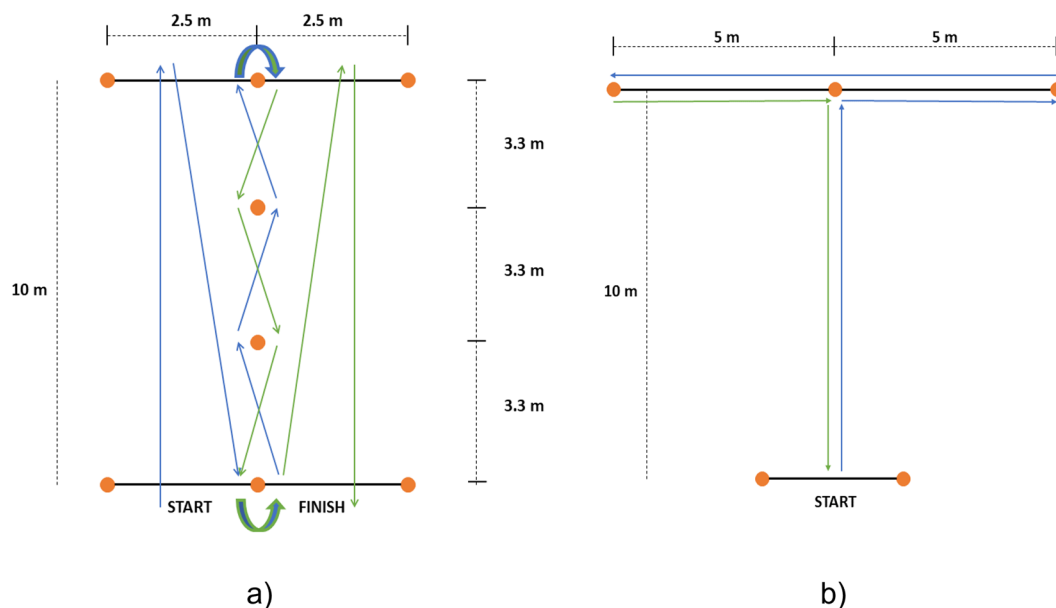 2.5 m 2.5 m
3.3 m
3.3 m
10 m
3.3 m
START FINISH
a)
5 m 5 m
10 m
START
b)